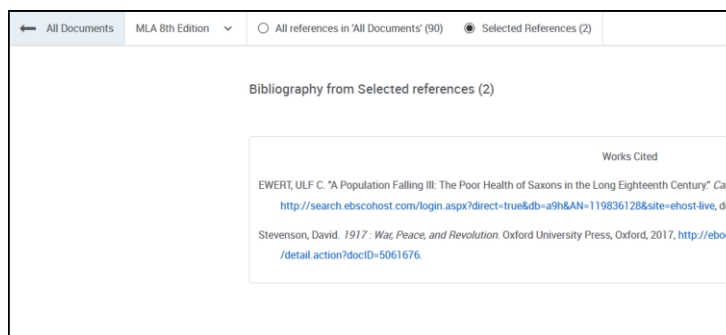 All Documents MLA 8th Edition All references in 'All Documents' (90) Selected References (2)
Bibliography from Selected references (2)
Works Cited
EWERT, ULF C. "A Population Falling Ill: The Poor Health of Saxons in the Long Eighteenth Century."
http://search.ebscohost.com/login.aspx?direct=true&db=a9h&AN=119836128&site=ehost-live,
Stevenson, David. 1917 : War, Peace, and Revolution. Oxford University Press, Oxford, 2017,
/detail.action?docID=5061676.